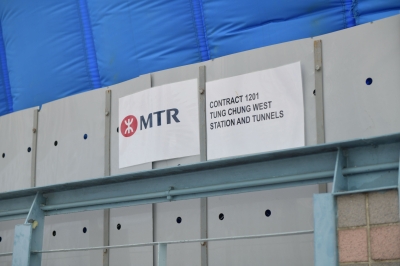 MTR
CONTRACT 1201
TUNG CHUNG WEST
STATION AND TUNNELS